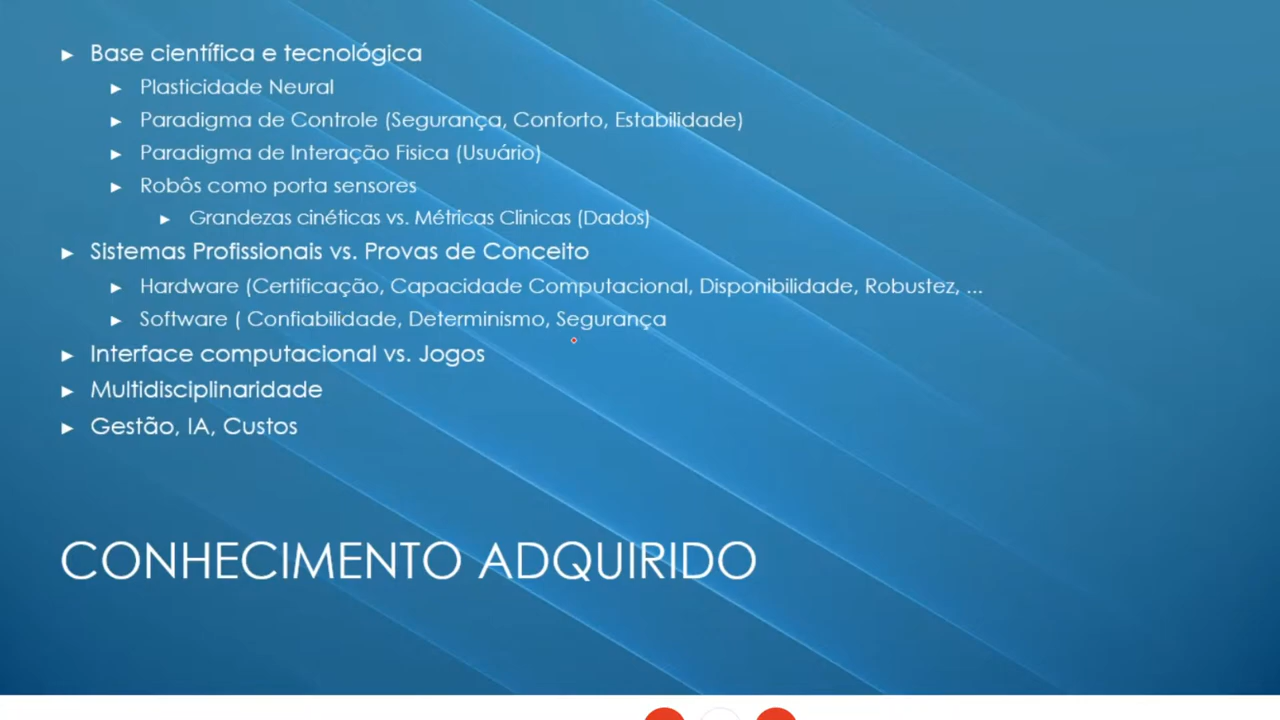 Base científica e tecnológica
Plasticidade Neural
Paradigma de Controle (Segurança, Conforto, Estabilidade)
Paradigma de Interação Fisica (Usuário)
Robôs como porta sensores
Grandezas cinéticas vs. Métricas Clinicas (Dados)
Sistemas Profissionais vs. Provas de Conceito
Hardware (Certificação, Capacidade Computacional, Disponibilidade, Robustez, ...
Software ( Confiabilidade, Determinismo, Segurança
Interface computacional vs. Jogos
Multidisciplinaridade
Gestão, IA, Custos
CONHECIMENTO ADQUIRIDO